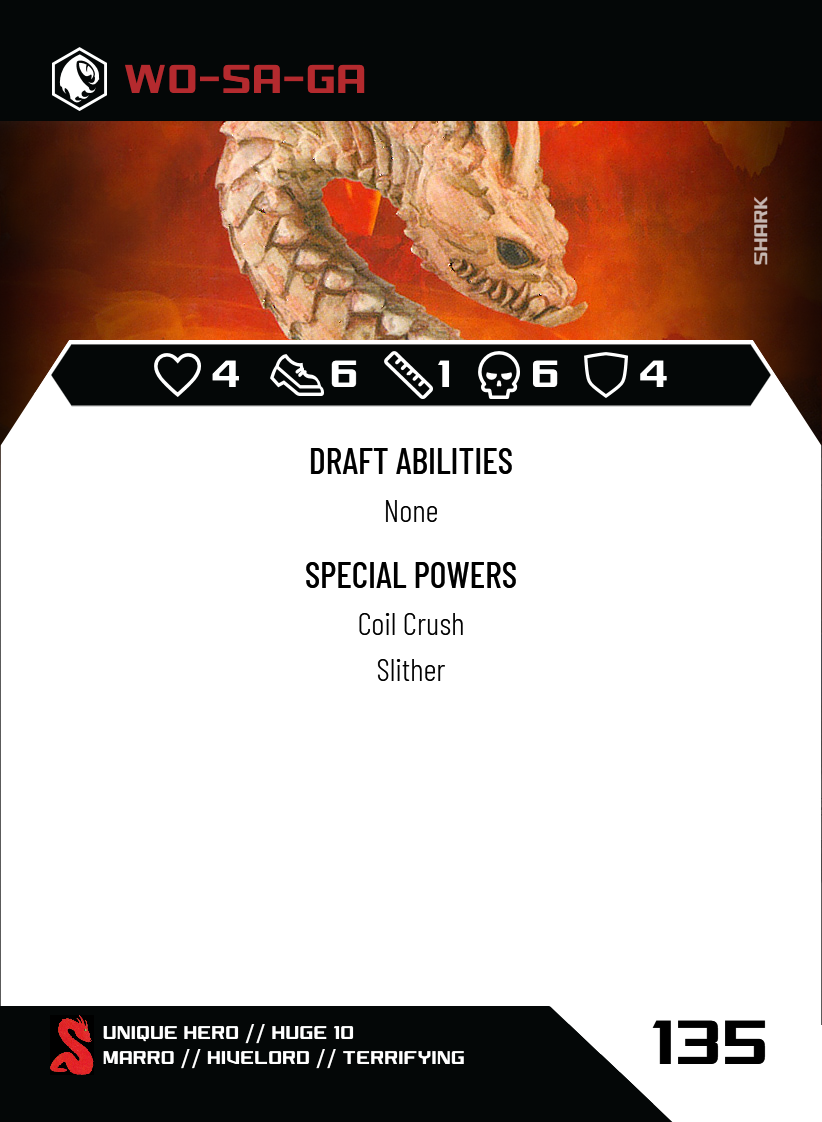 WO-SA-GA
SHARK
4 6 1 6 4
DRAFT ABILITIES
None
SPECIAL POWERS
Coil Crush
Slither
UNIQUE HERO // HUGE 10
MARRO // HIVELORD // TERRIFYING
135